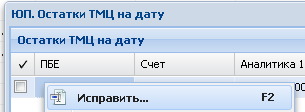 ЮП. Остатки ТМЦ на дату
Остатки ТМЦ на дату
ПБЕ Счет Аналитика 1
Исправить... F2